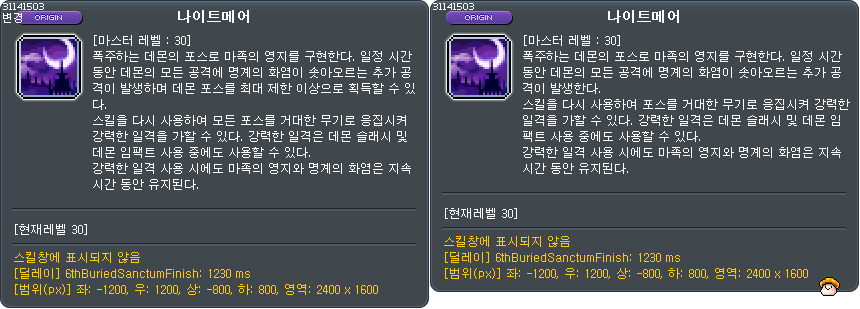 31141503
변경
ORIGIN
나이트메어
[마스터 레벨 : 30]
폭주하는 데몬의 포스로 마족의 영지를 구현한다. 일정 시간
동안 데몬의 모든 공격에 명계의 화염이 솟아오르는 추가 공
격이 발생하며 데몬 포스를 최대 제한 이상으로 획득할 수 있
다.
스킬을 다시 사용하여 모든 포스를 거대한 무기로 응집시켜
강력한 일격을 가할 수 있다. 강력한 일격은 데몬 슬래시 및
데몬 임팩트 사용 중에도 사용할 수 있다.
강력한 일격 사용 시에도 마족의 영지와 명계의 화염은 지속
시간 동안 유지된다.
[현재레벨 30]
스킬창에 표시되지 않음
[딜레이] 6thBuriedSanctumFinish: 1230 ms
[범위(px)] 좌: -1200, 우: 1200, 상: -800, 하: 800, 영역: 2400 x 1600
31141503
ORIGIN
나이트메어
[마스터 레벨 : 30]
폭주하는 데몬의 포스로 마족의 영지를 구현한다. 일정 시간
동안 데몬의 모든 공격에 명계의 화염이 솟아오르는 추가 공
격이 발생한다.
스킬을 다시 사용하여 포스를 거대한 무기로 응집시켜 강력한
일격을 가할 수 있다. 강력한 일격은 데몬 슬래시 및 데몬 임
팩트 사용 중에도 사용할 수 있다.
강력한 일격 사용 시에도 마족의 영지와 명계의 화염은 지속
시간 동안 유지된다.
[현재레벨 30]
스킬창에 표시되지 않음
[딜레이] 6thBuriedSanctumFinish: 1230 ms
[범위(px)] 좌: -1200, 우: 1200, 상: -800, 하: 800, 영역: 2400 x 1600